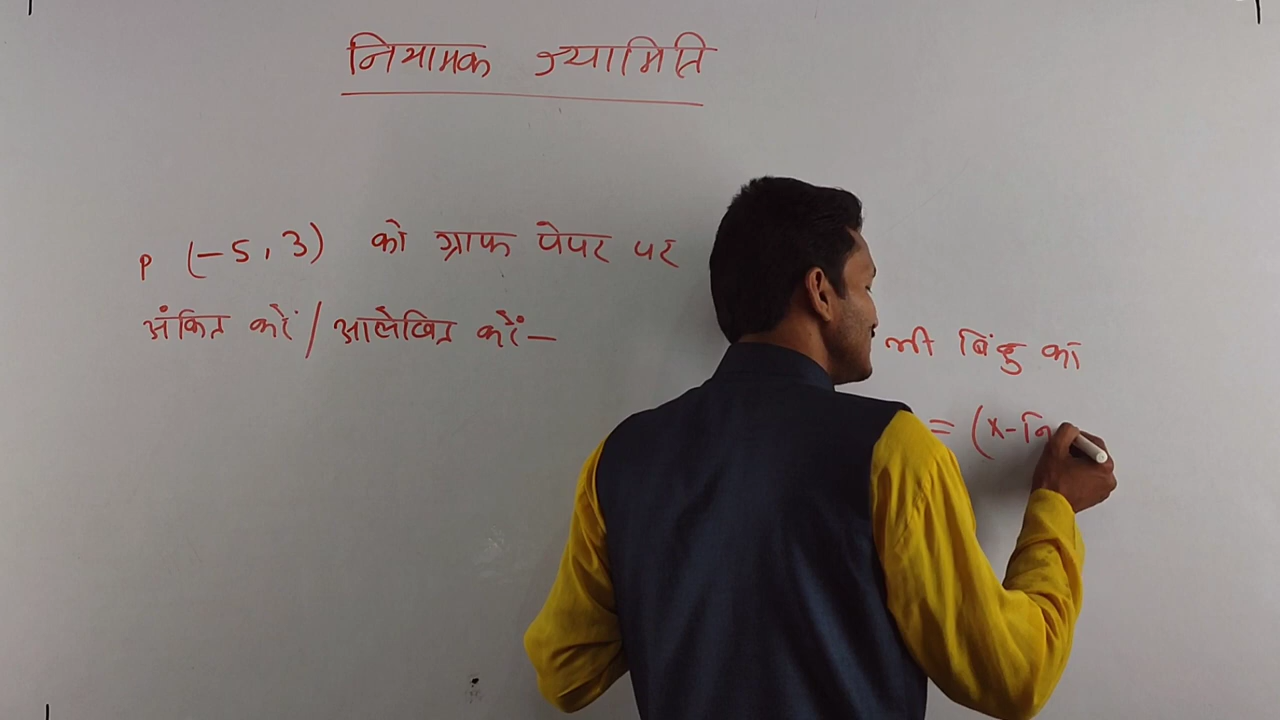 नियामक ज्यामिति
P (-5, 3) को ग्राफ पेपर पर
अंकित करें / आलेखित करें -
भी बिंदु का
= (x-नि